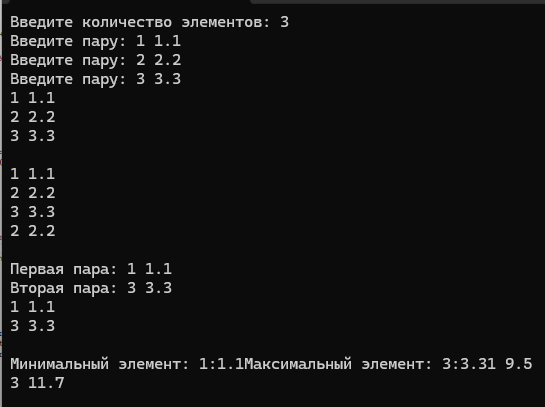 Введите количество элементов: 3
Введите пару: 1 1.1
Введите пару: 2 2.2
Введите пару: 3 3.3
1 1.1
2 2.2
3 3.3
1 1.1
2 2.2
3 3.3
2 2.2
Первая пара: 1 1.1
Вторая пара: 3 3.3
1 1.1
3 3.3
Минимальный элемент: 1:1.1Максимальный элемент: 3:3.31 9.5
3 11.7